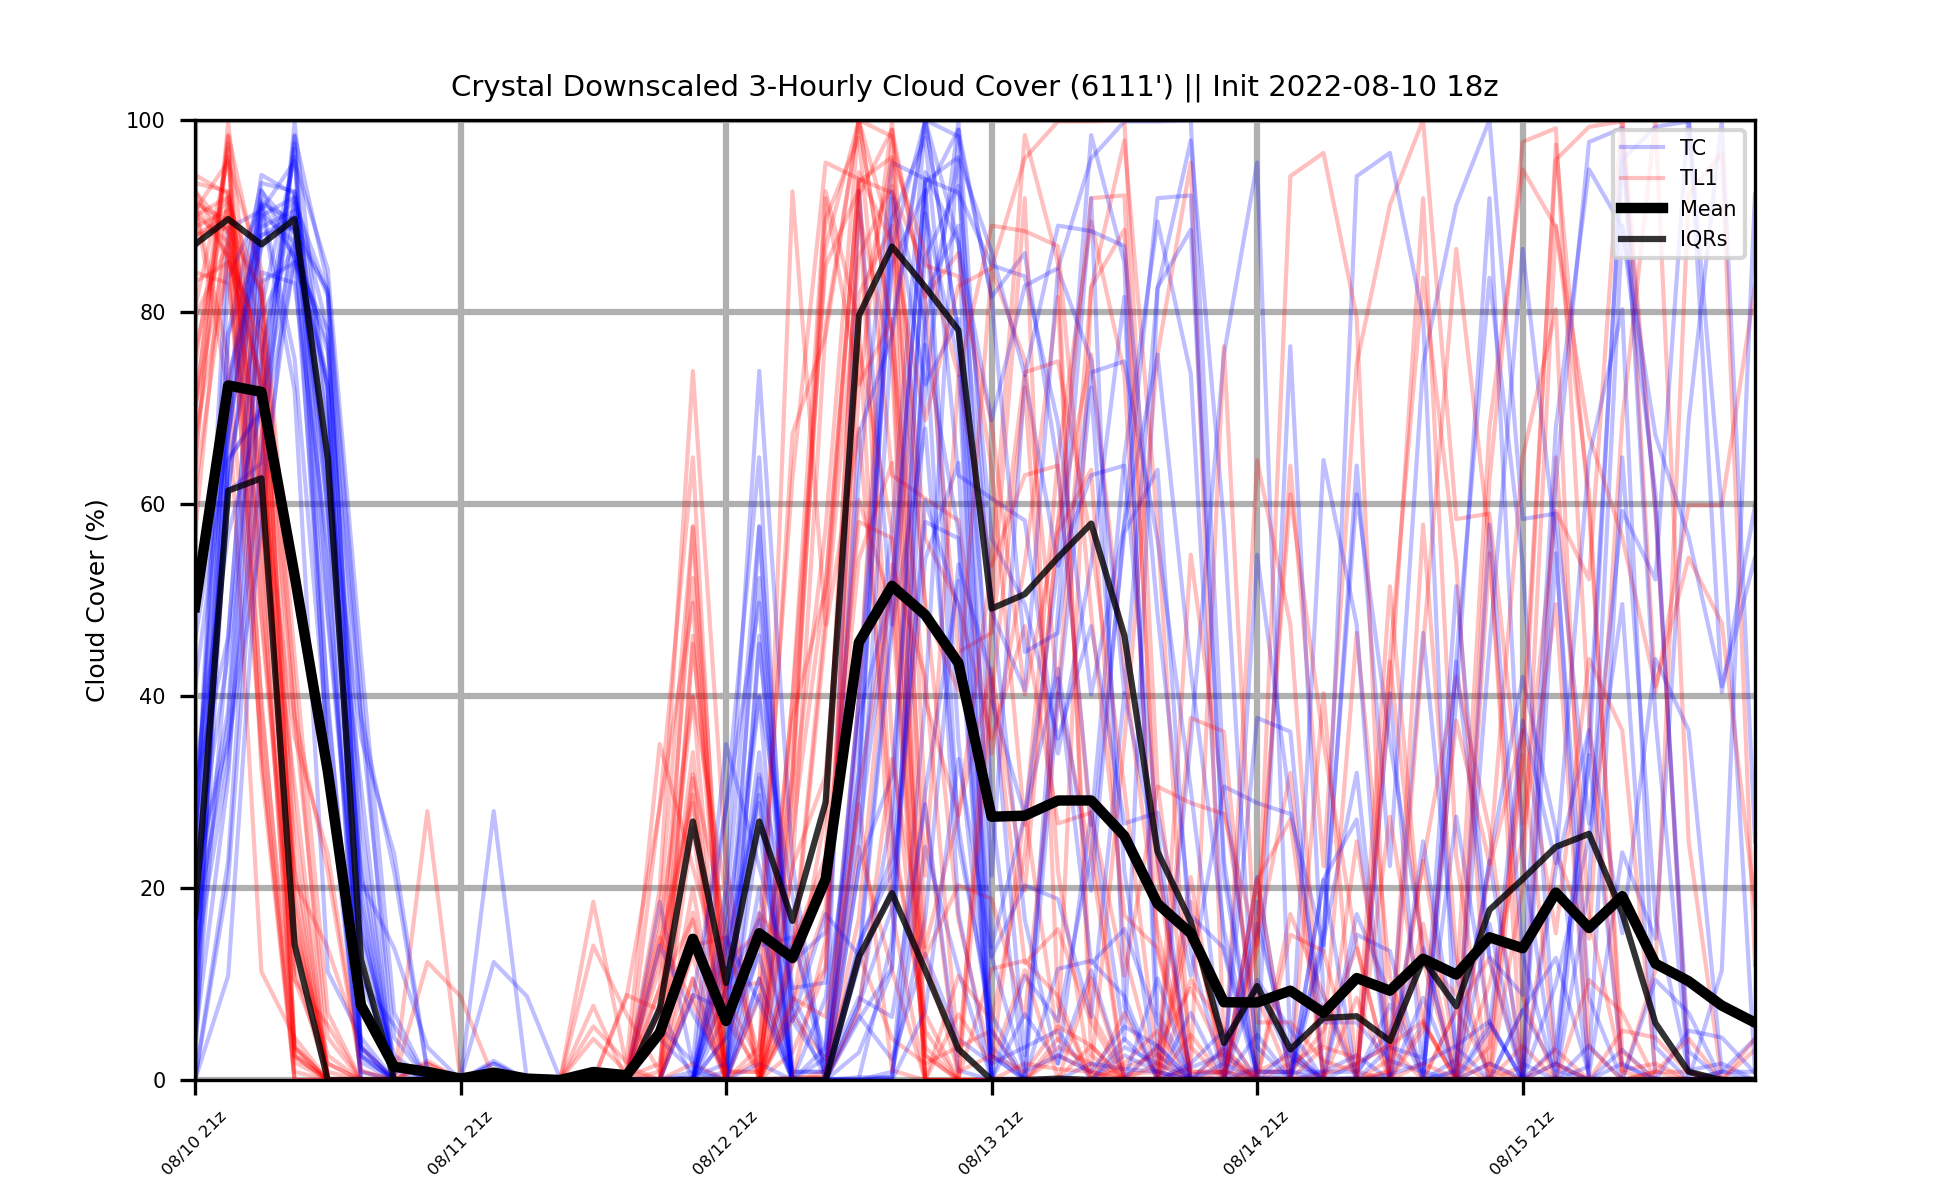 Crystal Downscaled 3-Hourly Cloud Cover (6111') || Init 2022-08-10 18z
Cloud Cover (%)
100
80
60
40
20
0
TC
TL1
Mean
IQRs
08/10 21z
08/11 21z
08/12 21z
08/13 21z
08/14 21z
08/15 21z